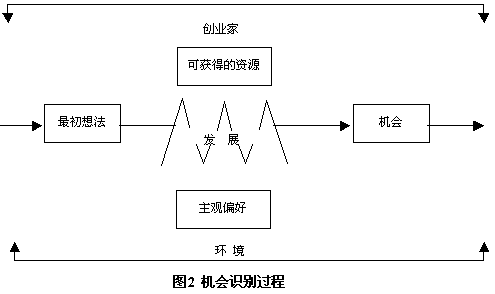 创业家
可获得的资源
最初想法
机会
发 展
主观偏好
环 境
图2 机会识别过程